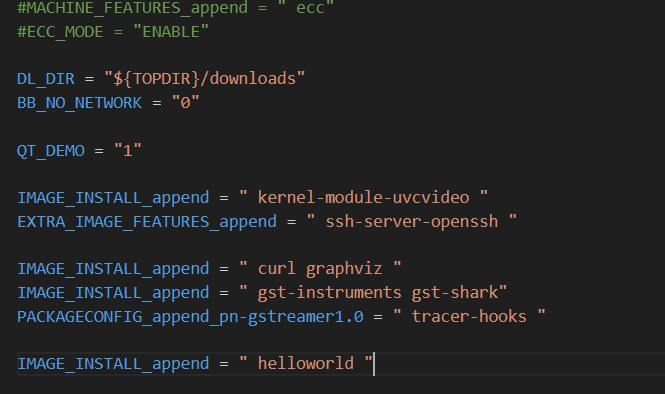 #MACHINE_FEATURES_append = " ecc"
#ECC_MODE = "ENABLE"
DL_DIR = "${TOPDIR}/downloads"
BB_NO_NETWORK = "0"
QT_DEMO = "1"
IMAGE_INSTALL_append = " kernel-module-uvcvideo "
EXTRA_IMAGE_FEATURES_append = " ssh-server-openssh "
IMAGE_INSTALL_append = " curl graphviz "
IMAGE_INSTALL_append = " gst-instruments gst-shark"
PACKAGECONFIG_append_pn-gstreamer1.0 = " tracer-hooks "
IMAGE_INSTALL_append = " helloworld "